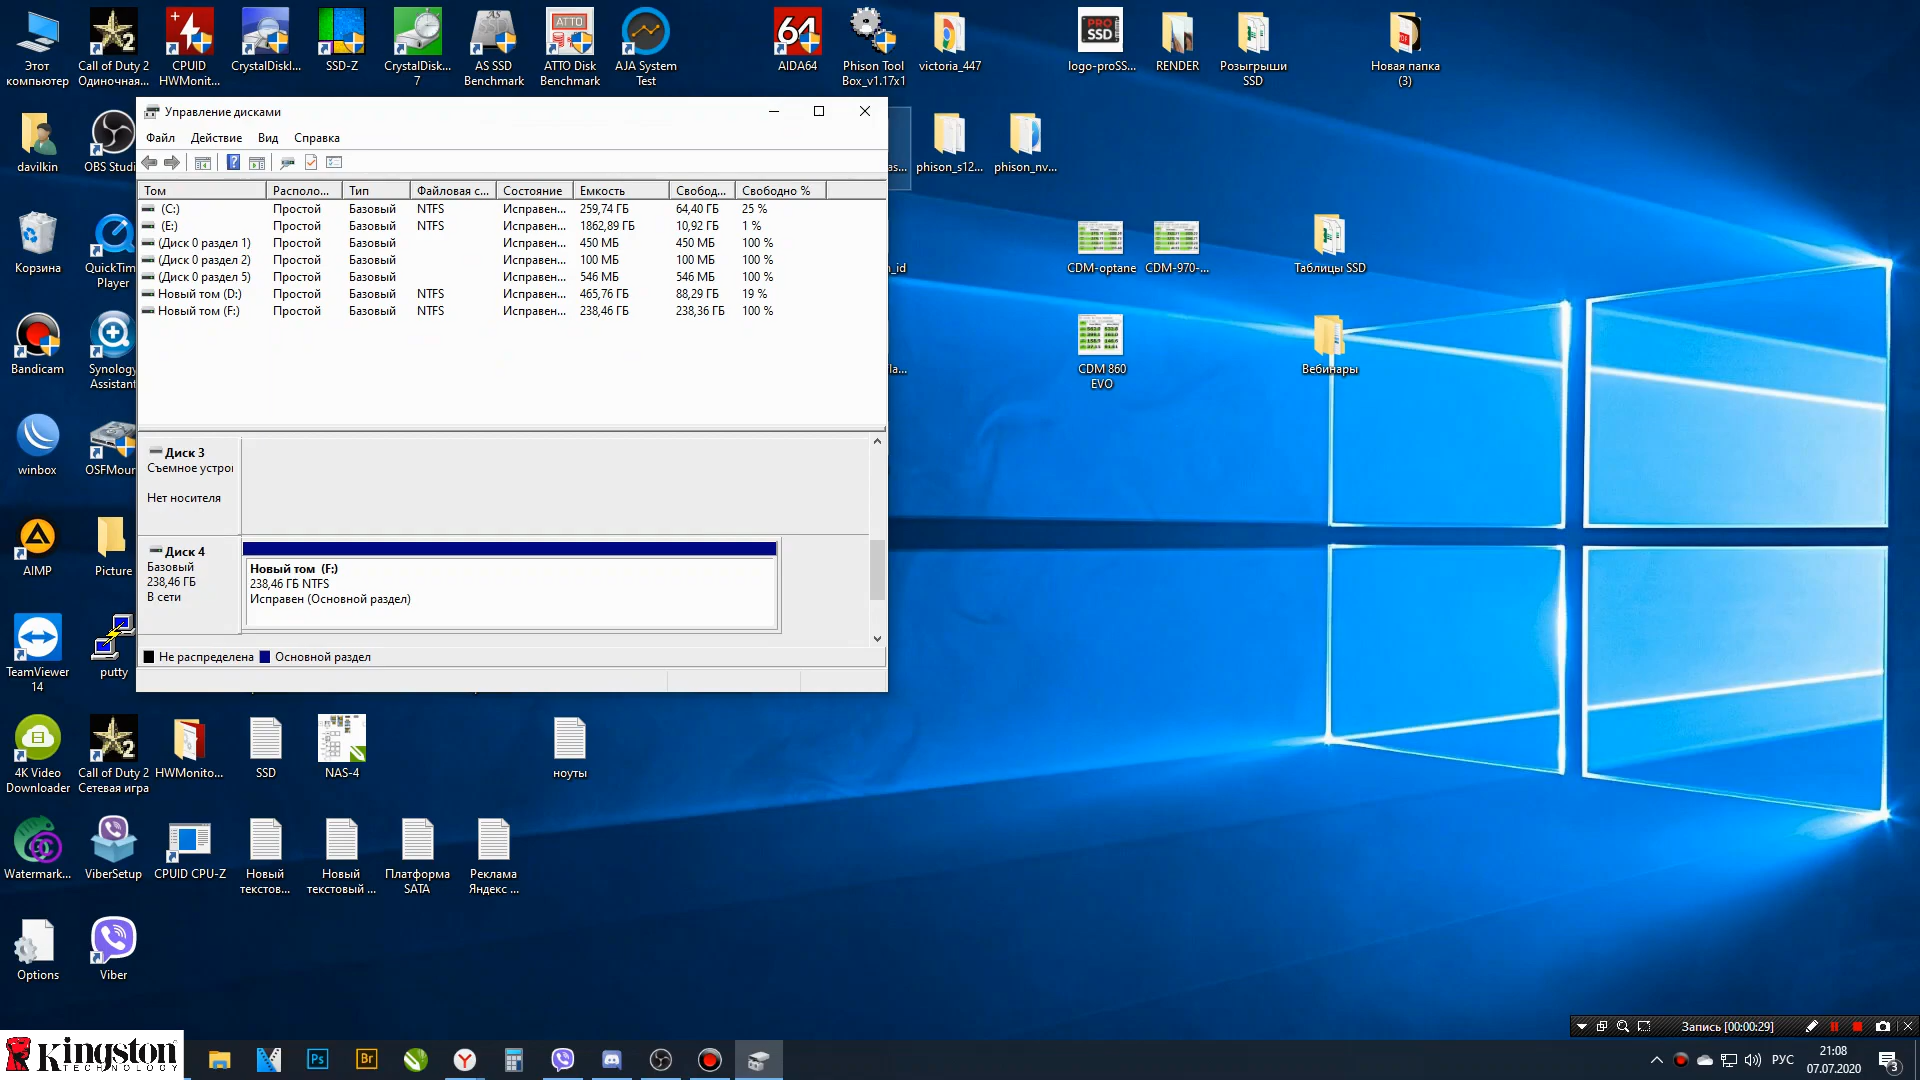 Этот компьютер
Call of Duty 2 Одиночная...
CPUID HWMonit...
CrystalDiskI...
SSD-Z
CrystalDisk... 7
AS SSD Benchmark
ATTO Disk Benchmark
AJA System Test
AIDA64
Phison Tool Box_v1.17x1
victoria_447
logo-proSS...
RENDER
Розыгрыши SSD
Новая папка (3)
davilkin
OBS Studi
phison_s12...
phison_nv...
Управление дисками
Файл Действие Вид Справка
Том Располо... Тип Файловая с... Состояние Емкость Свобод... Свободно %
(C:) Простой Базовый NTFS Исправен... 259,74 ГБ 64,40 ГБ 25 %
(E:) Простой Базовый NTFS Исправен... 1862,89 ГБ 10,92 ГБ 1 %
(Диск 0 раздел 1) Простой Базовый Исправен... 450 МБ 450 МБ 100 %
(Диск 0 раздел 2) Простой Базовый Исправен... 100 МБ 100 МБ 100 %
(Диск 0 раздел 5) Простой Базовый Исправен... 546 МБ 546 МБ 100 %
Новый том (D:) Простой Базовый NTFS Исправен... 465,76 ГБ 88,29 ГБ 19 %
Новый том (F:) Простой Базовый NTFS Исправен... 238,46 ГБ 238,36 ГБ 100 %
Диск 3
Съемное устрої
Нет носителя
Диск 4
Базовый
238,46 ГБ
В сети
Новый том (F:)
238,46 ГБ NTFS
Исправен (Основной раздел)
Не распределена Основной раздел
Корзина
QuickTim Player
CDM-optane
CDM-970-...
Таблицы SSD
Bandicam
Synology Assistant
CDM 860 EVO
Вебинары
winbox
OSFMour
AIMP
Picture
TeamViewer 14
putty
4K Video Downloader
Call of Duty 2 Сетевая игра
HWMonito...
SSD
NAS-4
ноуты
Watermark...
ViberSetup
CPUID CPU-Z
Новый текстов...
Новый текстовый ...
Платформа SATA
Реклама Яндекс ...
Options
Viber
Запись [00:00:29]
Kingston
TECHNOLOGY
РУС
21:08
07.07.2020
3